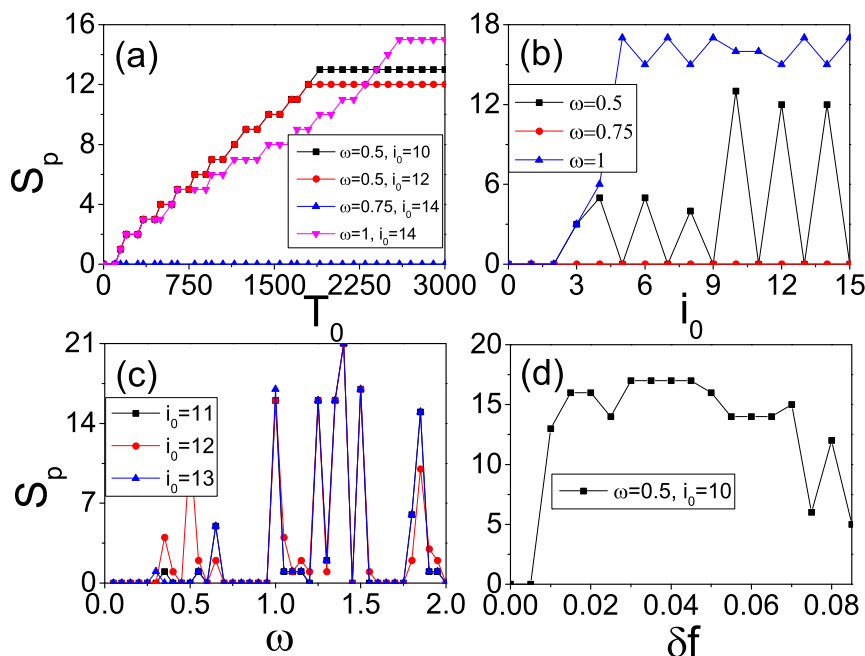 (a)
S_p
16
12
8
4
0
ω=0.5, i_0=10
ω=0.5, i_0=12
ω=0.75, i_0=14
ω=1, i_0=14
0 750 1500 2250 3000
T_0
(b)
18
12
6
0
ω=0.5
ω=0.75
ω=1
0 3 6 9 12 15
i_0
(c)
S_p
21
14
7
0
i_0=11
i_0=12
i_0=13
0.0 0.5 1.0 1.5 2.0
ω
(d)
20
15
10
5
0
ω=0.5, i_0=10
0.00 0.02 0.04 0.06 0.08
δf